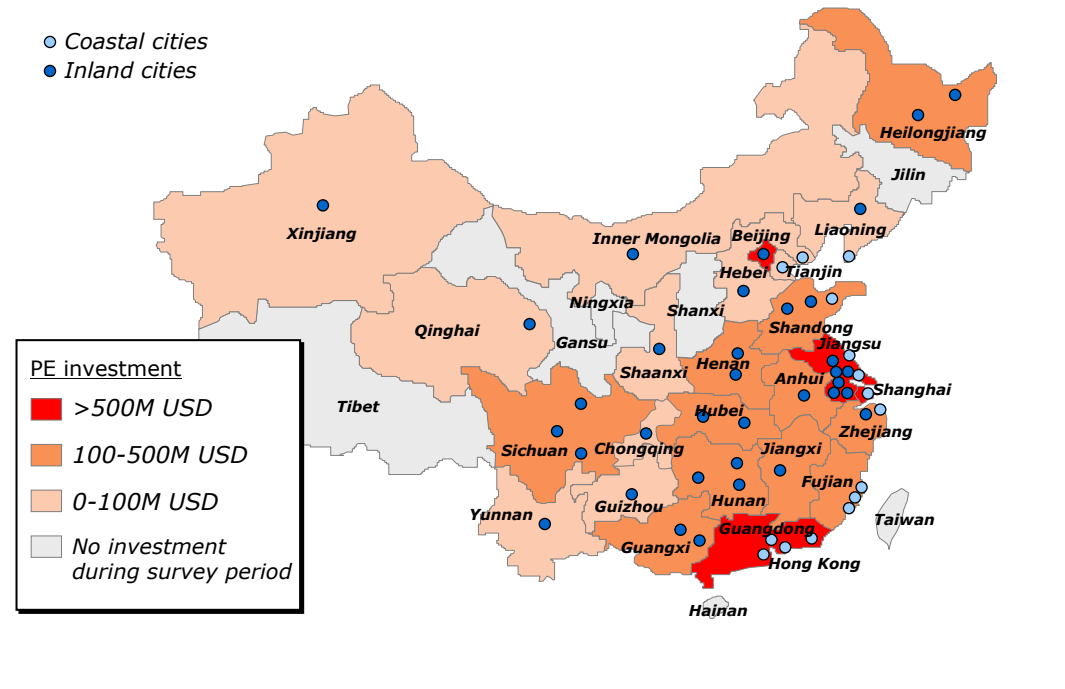 Coastal cities
Inland cities
Heilongjiang
Jilin
Liaoning
Xinjiang
Inner Mongolia
Beijing
Hebei
Tianjin
Ningxia
Shanxi
Qinghai
Gansu
Shandong
Jiangsu
Shaanxi
Henan
Anhui
Shanghai
Tibet
Hubei
Zhejiang
Sichuan
Chongqing
Jiangxi
Fujian
Hunan
Guizhou
Yunnan
Taiwan
Guangdong
Guangxi
Hong Kong
Hainan
PE investment
>500M USD
100-500M USD
0-100M USD
No investment
during survey period